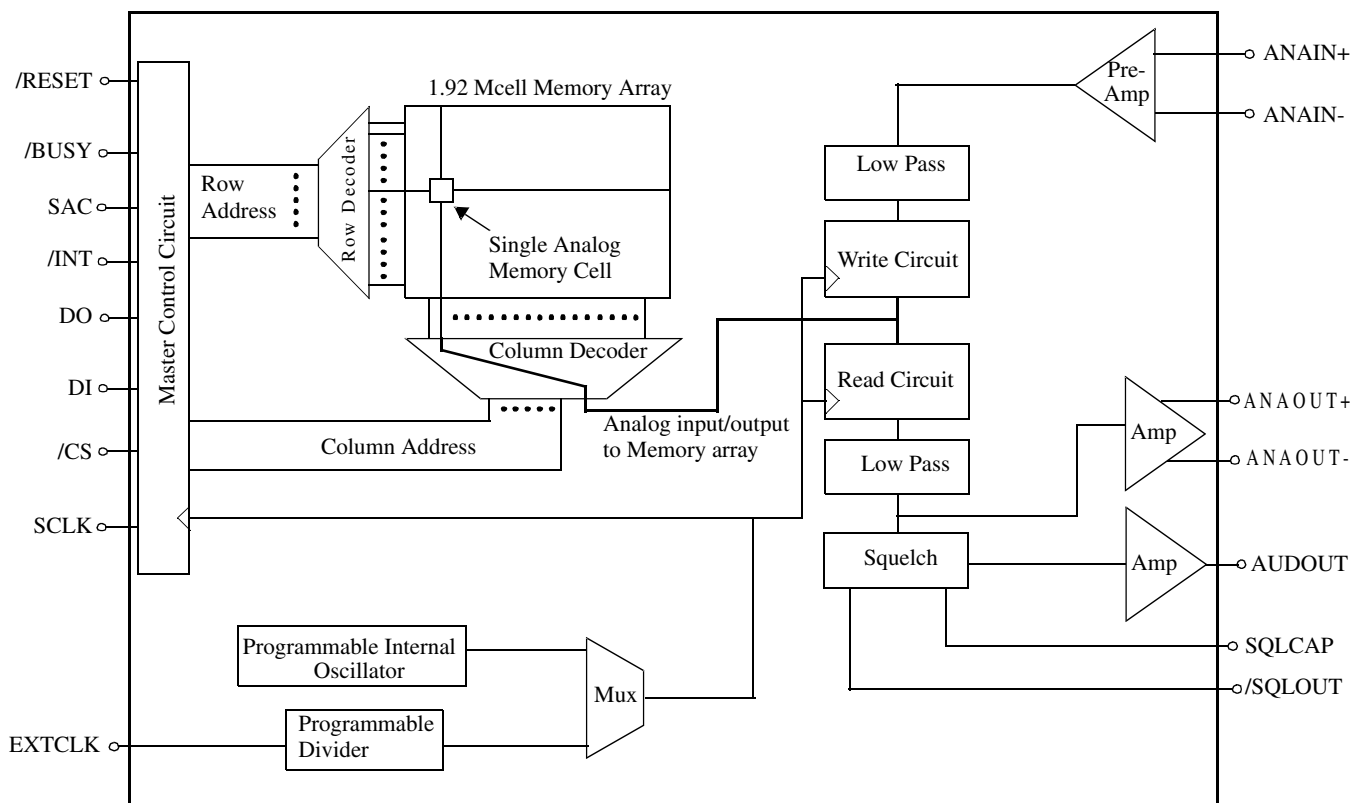 /RESET
/BUSY
SAC
/INT
DO
DI
/CS
SCLK
EXTCLK
Master Control Circuit
Row
Address
Row Decoder
1.92 Mcell Memory Array
Single Analog
Memory Cell
Column Decoder
Column Address
Analog input/output
to Memory array
Programmable Internal
Oscillator
Programmable
Divider
Mux
Pre-
Amp
Low Pass
Write Circuit
Read Circuit
Low Pass
Squelch
Amp
Amp
ANAIN+
ANAIN-
ANAOUT+
ANAOUT-
AUDOUT
SQLCAP
/SQLOUT